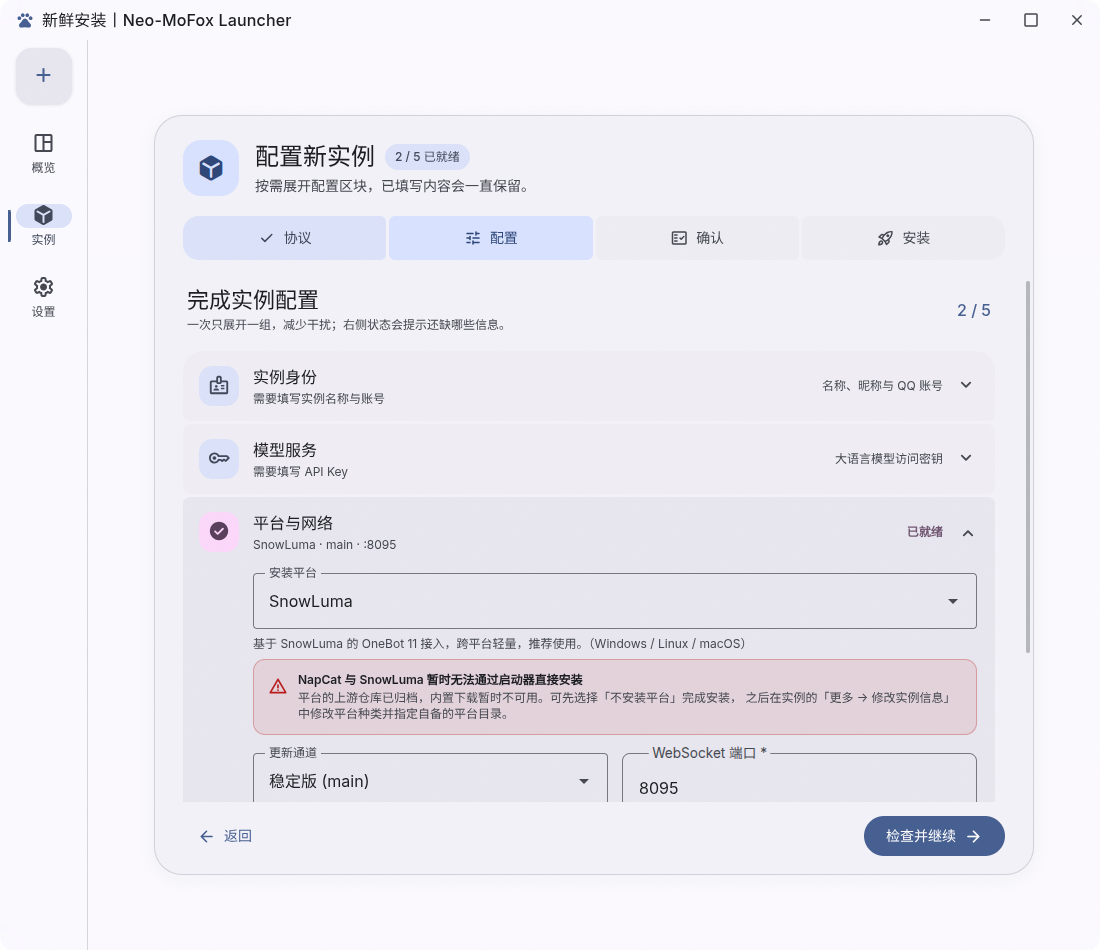 新鲜安装 | Neo-MoFox Launcher
概览
实例
设置
配置新实例
2 / 5 已就绪
按需展开配置区块，已填写内容会一直保留。
协议
配置
确认
安装
完成实例配置
一次只展开一组，减少干扰；右侧状态会提示还缺哪些信息。
2 / 5
实例身份
需要填写实例名称与账号
名称、昵称与 QQ 账号
模型服务
需要填写 API Key
大语言模型访问密钥
平台与网络
SnowLuma · main · :8095
已就绪
安装平台
SnowLuma
基于 SnowLuma 的 OneBot 11 接入，跨平台轻量，推荐使用。（Windows / Linux / macOS）
NapCat 与 SnowLuma 暂时无法通过启动器直接安装
平台的上游仓库已归档，内置下载暂时不可用。可先选择「不安装平台」完成安装， 之后在实例的「更多 → 修改实例信息」
中修改平台种类并指定自备的平台目录。
更新通道
稳定版 (main)
WebSocket 端口 *
8095
返回
检查并继续